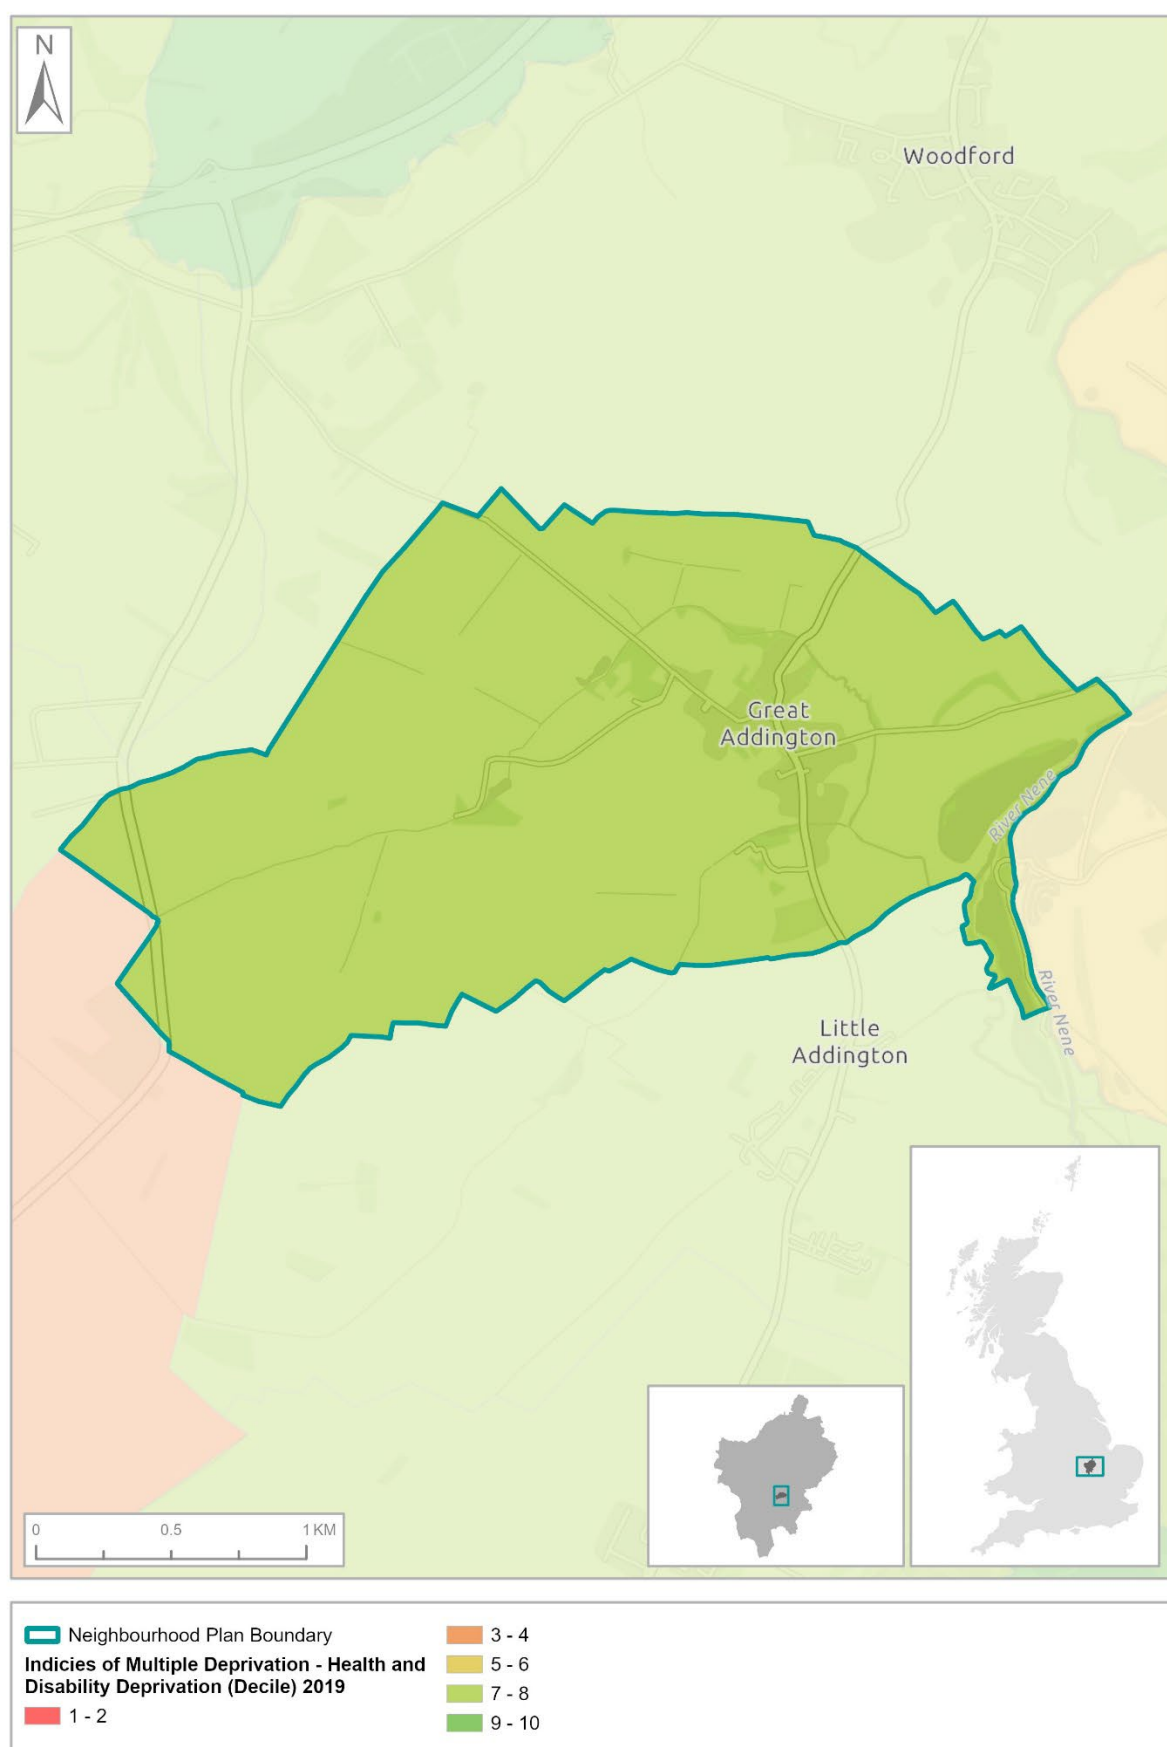 N
Woodford
Great
Addington
River Nene
River Nene
Little
Addington
0 0.5 1 KM
Neighbourhood Plan Boundary
Indicies of Multiple Deprivation - Health and
Disability Deprivation (Decile) 2019
1 - 2
3 - 4
5 - 6
7 - 8
9 - 10